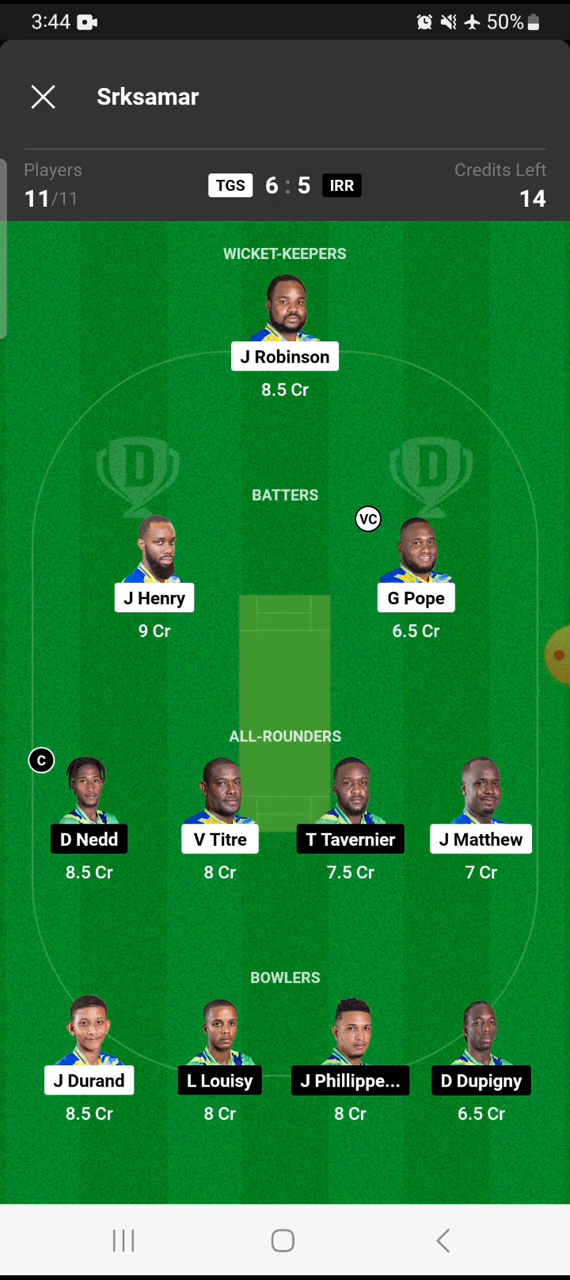 3:44 50%
Srksamar
Players Credits Left
11/11 TGS 6 : 5 IRR 14
WICKET-KEEPERS
J Robinson
8.5 Cr
D D
BATTERS
VC
J Henry G Pope
9 Cr 6.5 Cr
ALL-ROUNDERS
C
D Nedd V Titre T Tavernier J Matthew
8.5 Cr 8 Cr 7.5 Cr 7 Cr
BOWLERS
J Durand L Louisy J Phillippe... D Dupigny
8.5 Cr 8 Cr 8 Cr 6.5 Cr